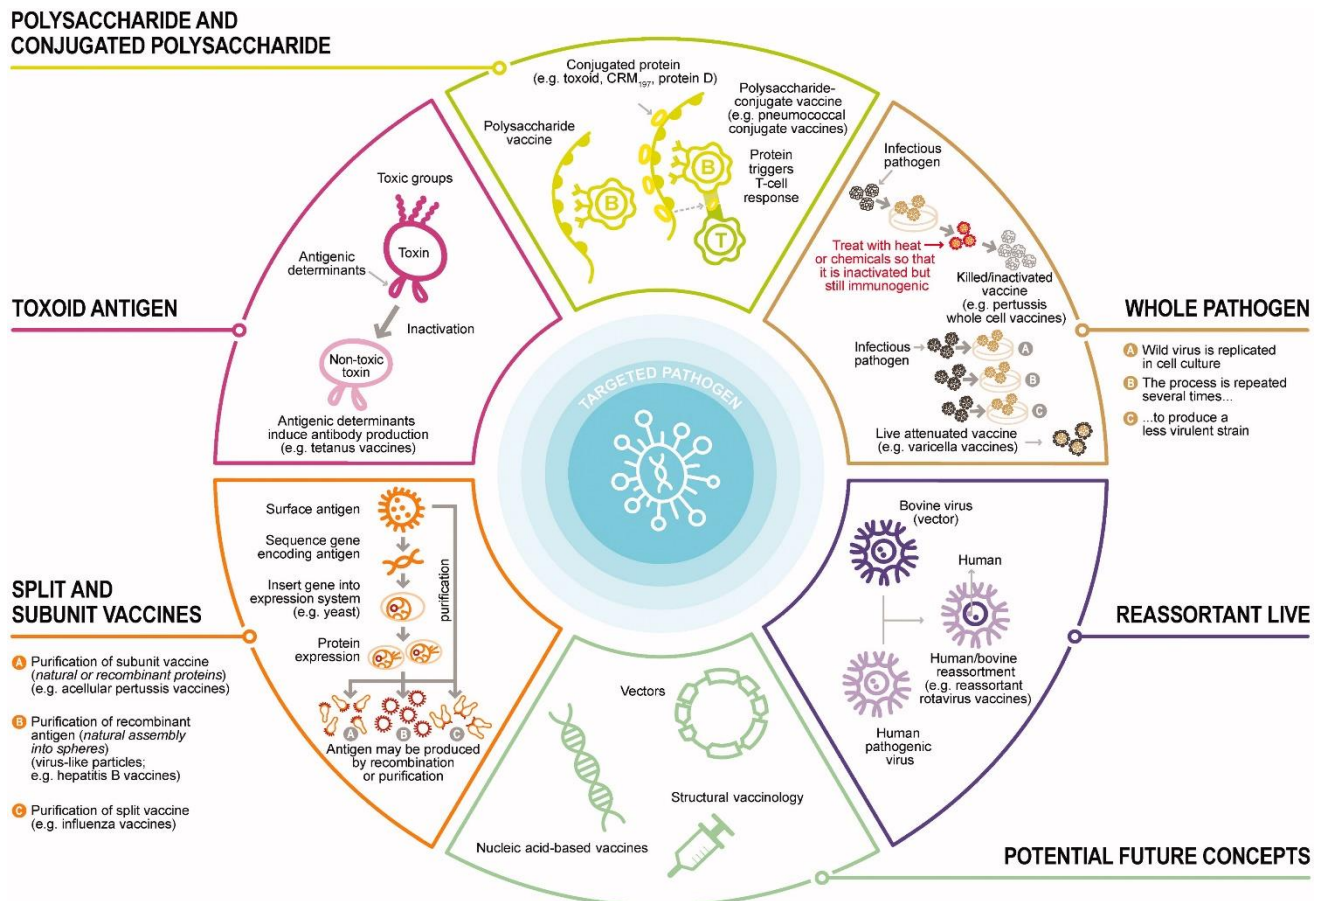 POLYSACCHARIDE AND
CONJUGATED POLYSACCHARIDE
Conjugated protein
(e.g. toxoid, CRM197, protein D)
Polysaccharide
vaccine
Polysaccharide-
conjugate vaccine
(e.g. pneumococcal
conjugate vaccines)
Protein
triggers
T-cell
response
B
B
T
TOXOID ANTIGEN
Toxic groups
Toxin
Antigenic
determinants
Inactivation
Non-toxic
toxin
Antigenic determinants
induce antibody production
(e.g. tetanus vaccines)
WHOLE PATHOGEN
A Wild virus is replicated
in cell culture
B The process is repeated
several times...
C ...to produce a
less virulent strain
Infectious
pathogen
Treat with heat
or chemicals so that
it is inactivated but
still immunogenic
Killed/inactivated
vaccine
(e.g. pertussis
whole cell vaccines)
Infectious
pathogen
A
B
C
Live attenuated vaccine
(e.g. varicella vaccines)
TARGETED PATHOGEN
SPLIT AND
SUBUNIT VACCINES
A Purification of subunit vaccine
(natural or recombinant proteins)
(e.g. acellular pertussis vaccines)
B Purification of recombinant
antigen (natural assembly
into spheres)
(virus-like particles;
e.g. hepatitis B vaccines)
C Purification of split vaccine
(e.g. influenza vaccines)
Surface antigen
Sequence gene
encoding antigen
Insert gene into
expression system
(e.g. yeast)
Protein
expression
purification
A
B
C
Antigen may be produced
by recombination
or purification
REASSORTANT LIVE
Bovine virus
(vector)
Human
Human/bovine
reassortment
(e.g. reassortant
rotavirus vaccines)
Human
pathogenic
virus
POTENTIAL FUTURE CONCEPTS
Vectors
Structural vaccinology
Nucleic acid-based vaccines